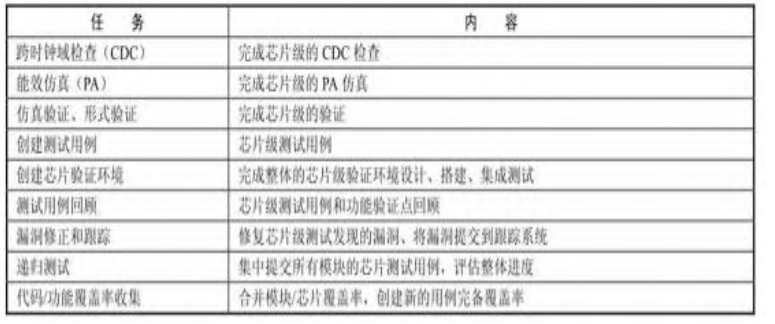 任务 内容
跨时钟域检查（CDC） 完成芯片级的 CDC 检查
能效仿真（PA） 完成芯片级的 PA 仿真
仿真验证、形式验证 完成芯片级的验证
创建测试用例 芯片级测试用例
创建芯片验证环境 完成整体的芯片级验证环境设计、搭建、集成测试
测试用例回顾 芯片级测试用例和功能验证点回顾
漏洞修正和跟踪 修复芯片级测试发现的漏洞、将漏洞提交到跟踪系统
递归测试 集中提交所有模块的芯片测试用例，评估整体进度
代码/功能覆盖率收集 合并模块/芯片覆盖率，创建新的用例完备覆盖率